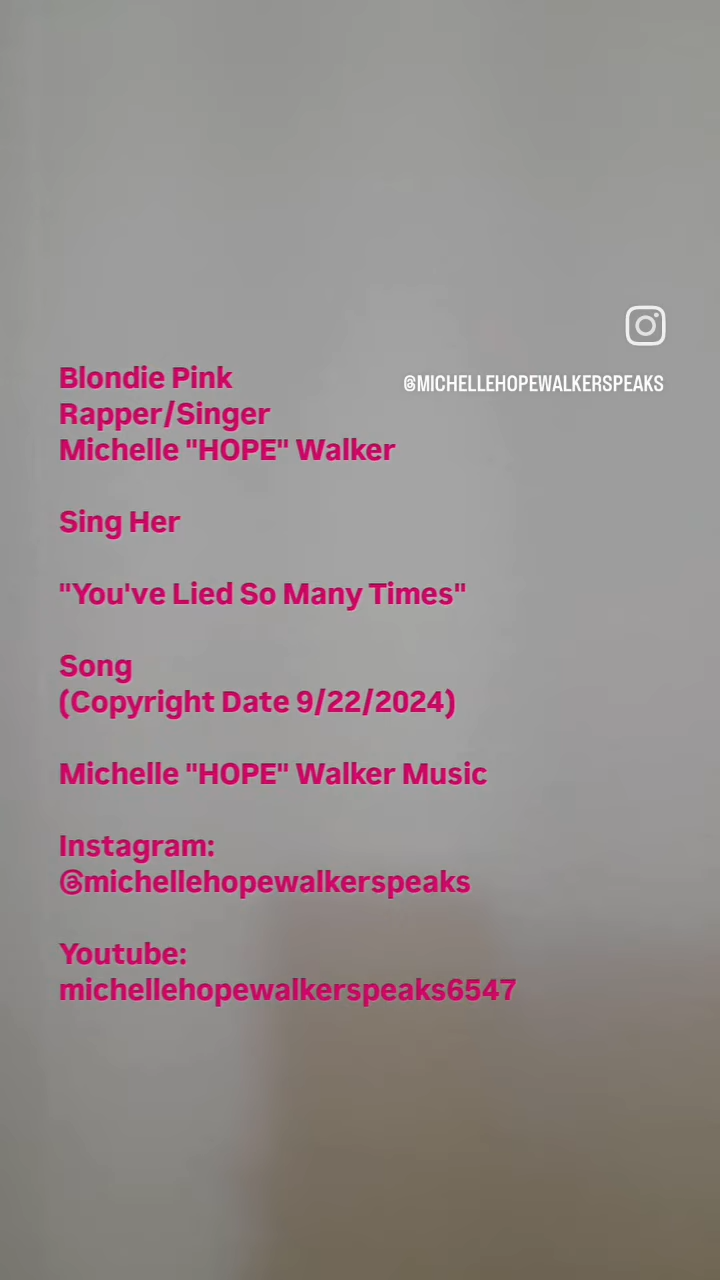 @MICHELLEHOPEWALKERSPEAKS
Blondie Pink
Rapper/Singer
Michelle "HOPE" Walker
Sing Her
"You've Lied So Many Times"
Song
(Copyright Date 9/22/2024)
Michelle "HOPE" Walker Music
Instagram:
@michellehopewalkerspeaks
Youtube:
michellehopewalkerspeaks6547